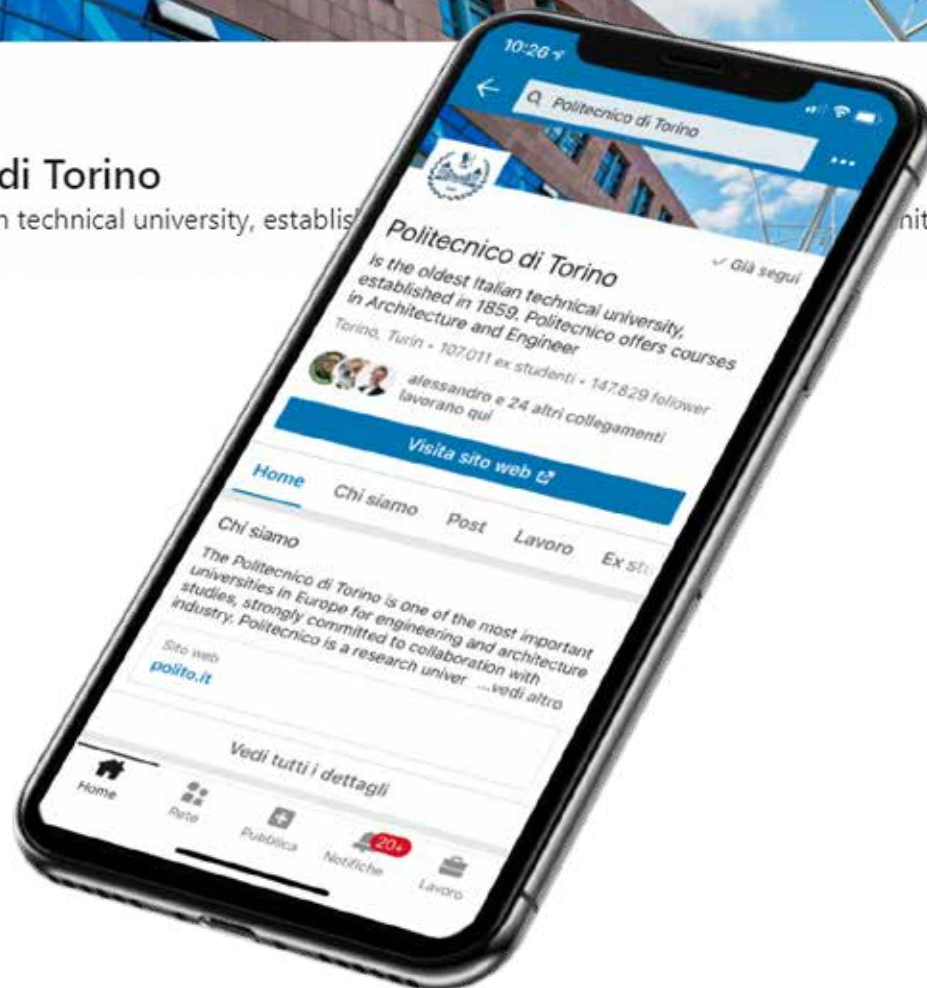 di Torino
technical university, establis
10:26
Politecnico di Torino
Politecnico di Torino
✓ Già segui
Is the oldest Italian technical university,
established in 1859. Politecnico offers courses
in Architecture and Engineer
Torino, Turin • 107.011 ex studenti • 147.829 follower
alessandro e 24 altri collegamenti
lavorano qui
Visita sito web
Home Chi siamo Post Lavoro Ex stu
Chi siamo
The Politecnico di Torino is one of the most important
universities in Europe for engineering and architecture
studies, strongly committed to collaboration with
industry. Politecnico is a research univer ...vedi altro
Sito web
polito.it
Vedi tutti i dettagli
Home Rete Pubblica Notifiche 20+ Lavoro